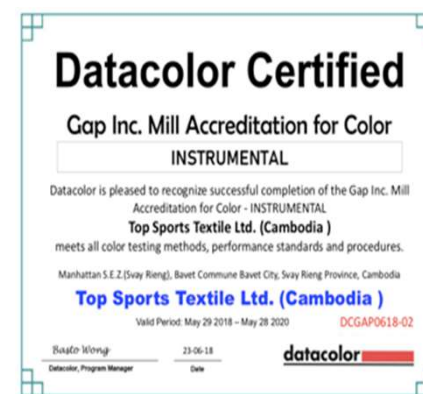 Datacolor Certified
Gap Inc. Mill Accreditation for Color
INSTRUMENTAL
Datacolor is pleased to recognize successful completion of the Gap Inc. Mill
Accreditation for Color - INSTRUMENTAL
Top Sports Textile Ltd. (Cambodia )
meets all color testing methods, performance standards and procedures.
Manhattan S.E.Z.(Svay Rieng), Bavet Commune Bavet City, Svay Rieng Province, Cambodia
Top Sports Textile Ltd. (Cambodia )
Valid Period: May 29 2018 – May 28 2020 DCGAP0618-02
Basto Wong 23-06-18 datacolor
Datacolor, Program Manager Date